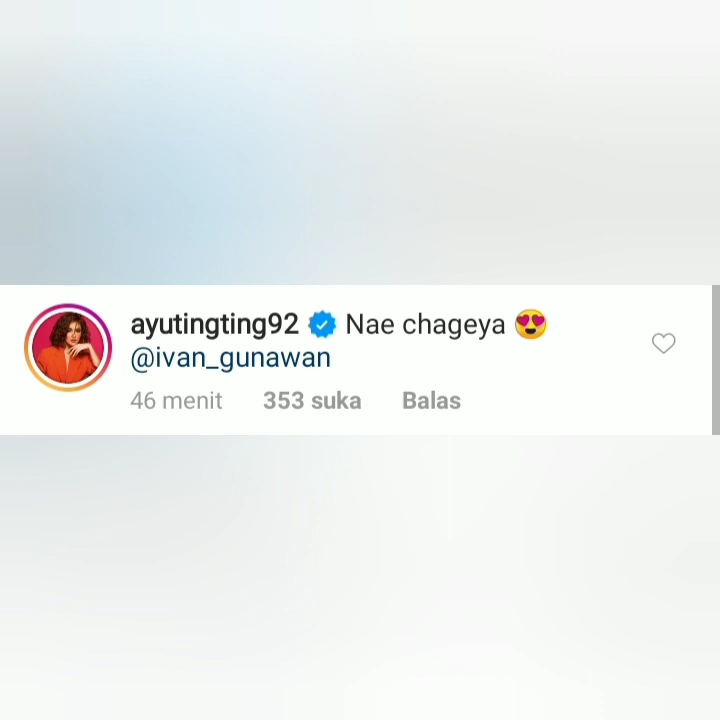 ayutingting92 Nae chageya 😍
@ivan_gunawan
46 menit 353 suka Balas